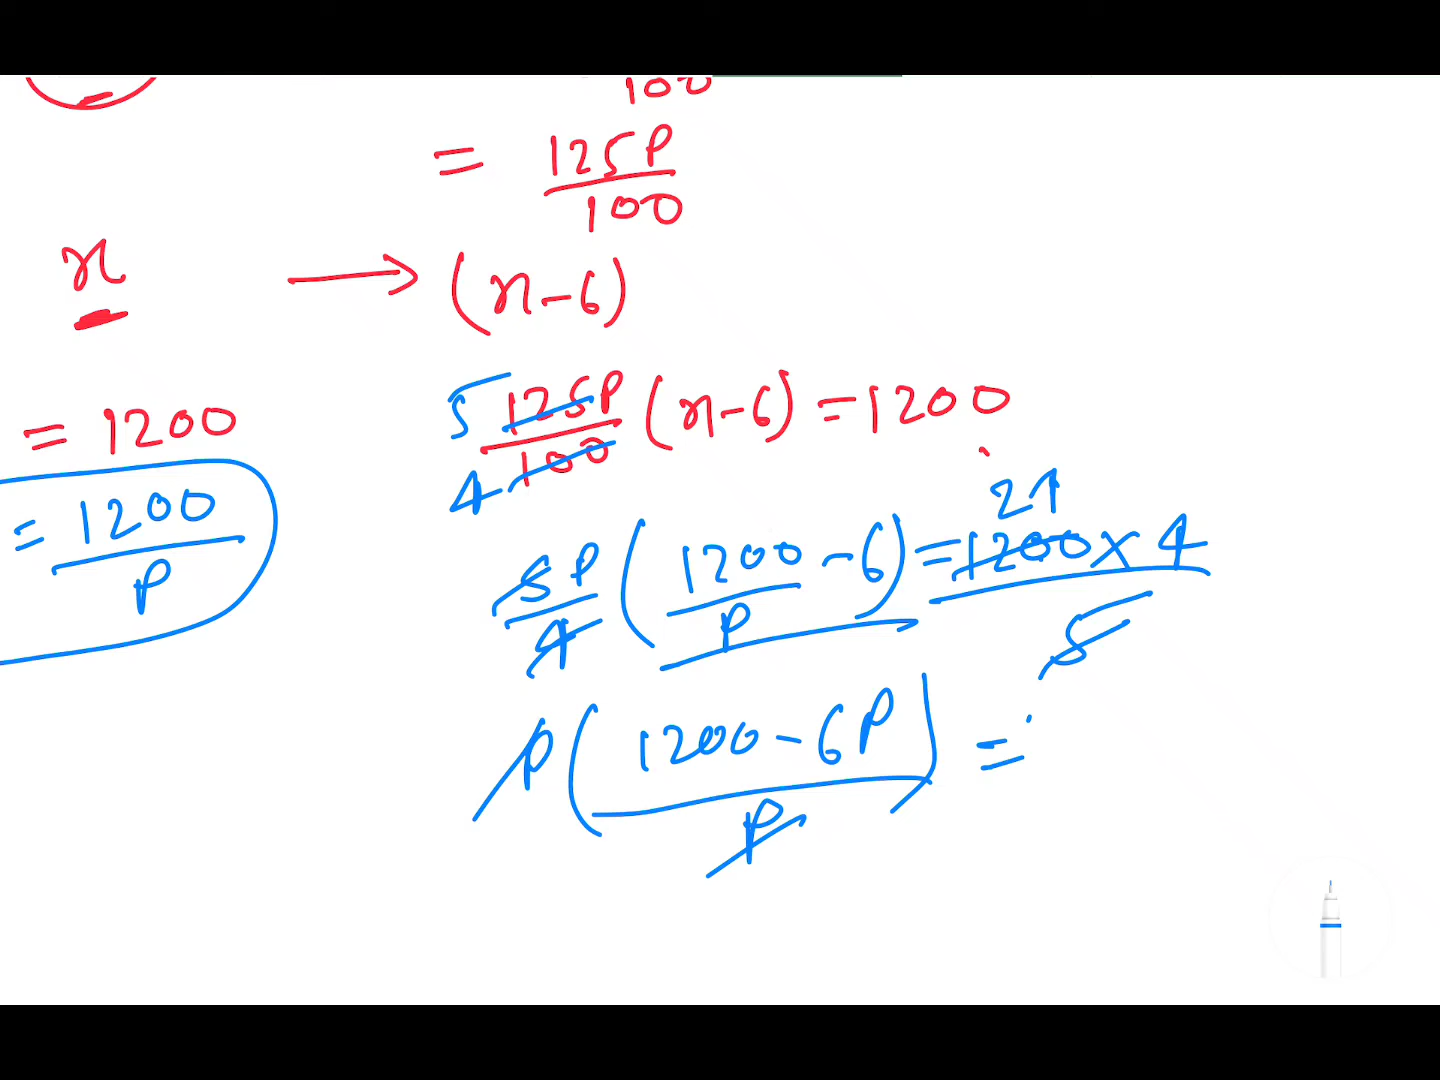 100
= 125P/100
x → (x-6)
= 1200
5 125P/100 4 (x-6) = 1200
= 1200/P
5P/4 (1200/P - 6) = 1200 × 4/5
P (1200 - 6P/P) =